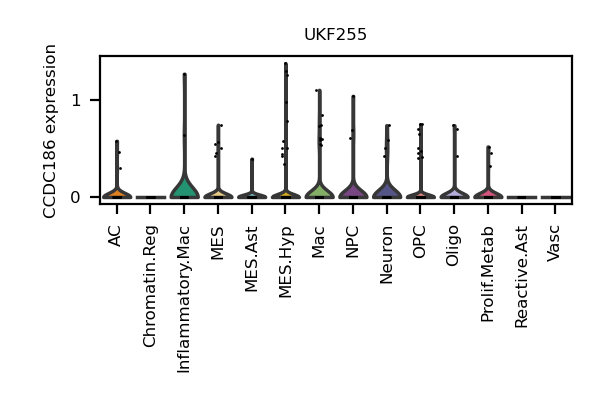 UKF255
CCDC186 expression
1
0
AC
Chromatin.Reg
Inflammatory.Mac
MES
MES.Ast
MES.Hyp
Mac
NPC
Neuron
OPC
Oligo
Prolif.Metab
Reactive.Ast
Vasc